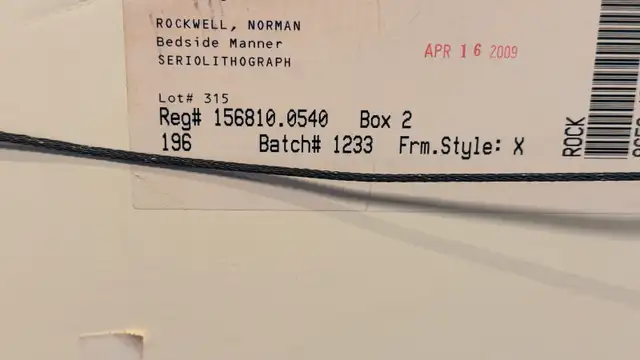 ROCKWELL, NORMAN
Bedside Manner
SERIOLITHOGRAPH
APR 16 2009
Lot# 315
Reg# 156810.0540 Box 2
196 Batch# 1233 Frm.Style: X
ROCK